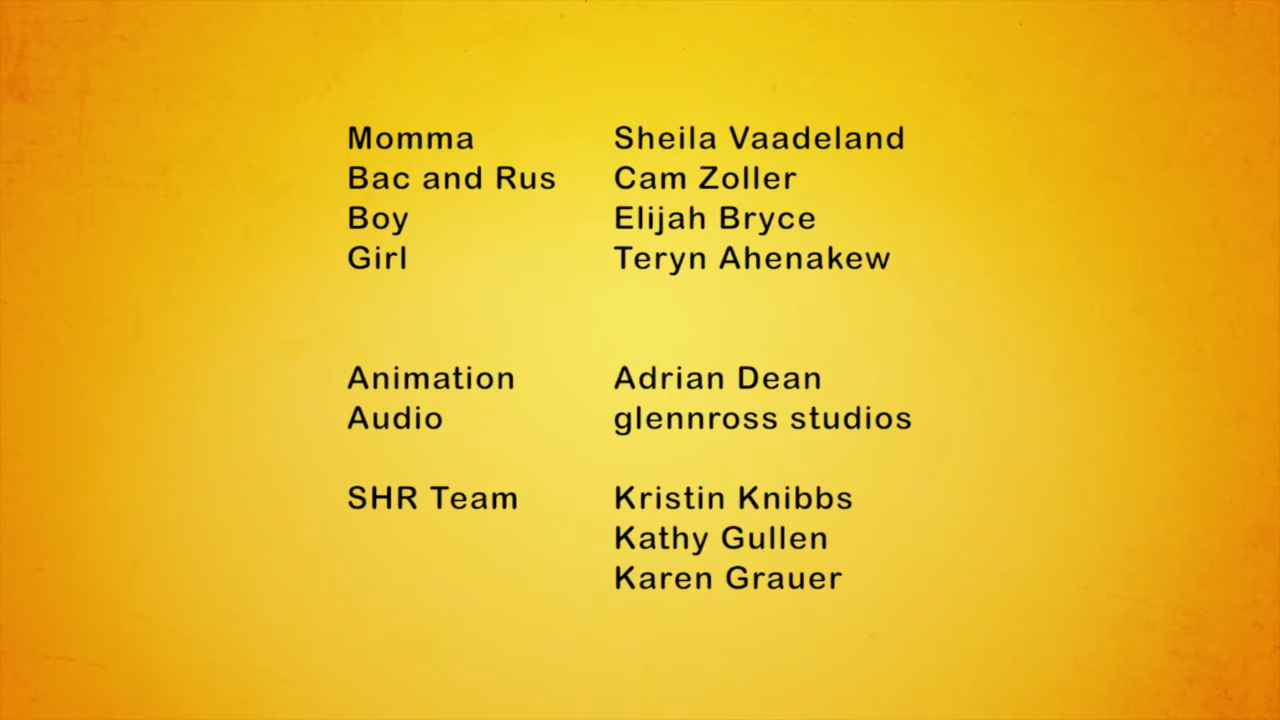 Momma Sheila Vaadeland
Bac and Rus Cam Zoller
Boy Elijah Bryce
Girl Teryn Ahenakew
Animation Adrian Dean
Audio glennross studios
SHR Team Kristin Knibbs
Kathy Gullen
Karen Grauer